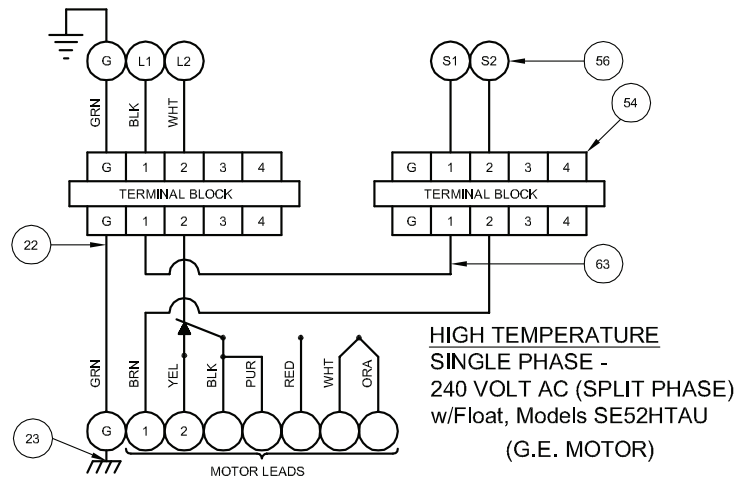 G L1 L2 S1 S2 56
54
GRN BLK WHT
G 1 2 3 4 G 1 2 3 4
TERMINAL BLOCK TERMINAL BLOCK
G 1 2 3 4 G 1 2 3 4
22
63
HIGH TEMPERATURE
SINGLE PHASE -
240 VOLT AC (SPLIT PHASE)
w/Float, Models SE52HTAU
(G.E. MOTOR)
GRN BRN YEL BLK PUR RED WHT ORA
G 1 2
23
MOTOR LEADS